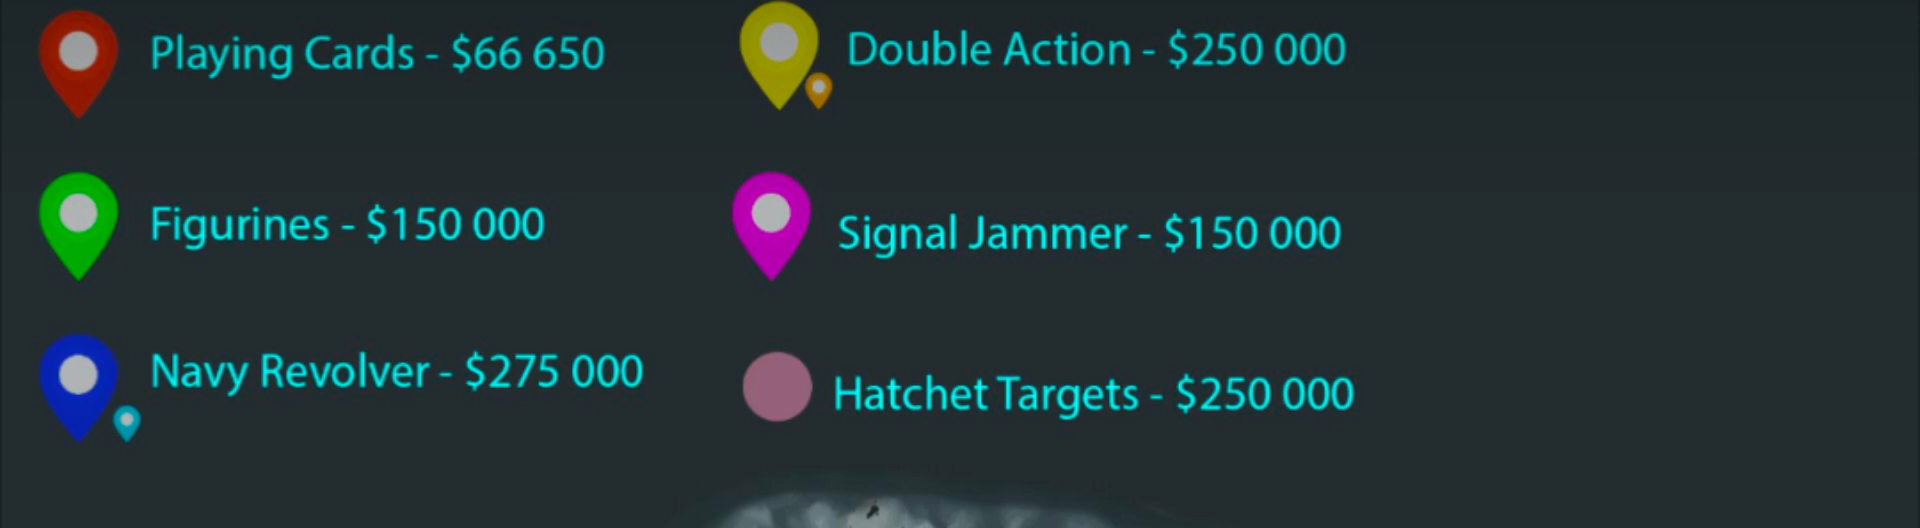 Playing Cards - $66 650
Double Action - $250 000
Figurines - $150 000
Signal Jammer - $150 000
Navy Revolver - $275 000
Hatchet Targets - $250 000